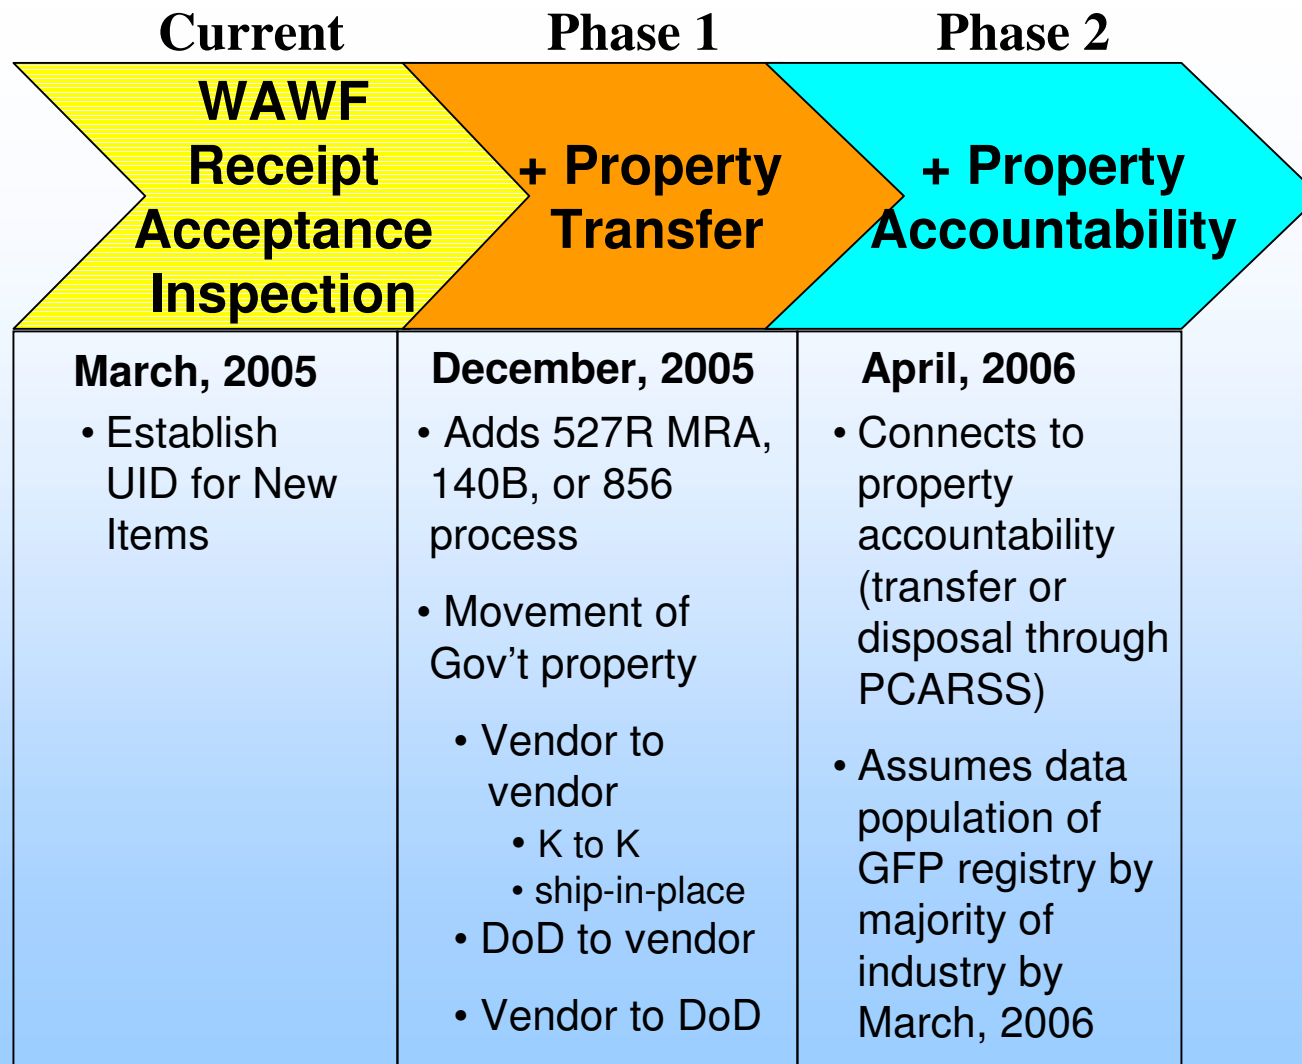 Current
Phase 1
Phase 2
WAWF
Receipt
Acceptance
Inspection
+ Property
Transfer
+ Property
Accountability
March, 2005
• Establish
UID for New
Items
December, 2005
• Adds 527R MRA,
140B, or 856
process
• Movement of
Gov't property
• Vendor to
vendor
• K to K
• ship-in-place
• DoD to vendor
• Vendor to DoD
April, 2006
• Connects to
property
accountability
(transfer or
disposal through
PCARSS)
• Assumes data
population of
GFP registry by
majority of
industry by
March, 2006